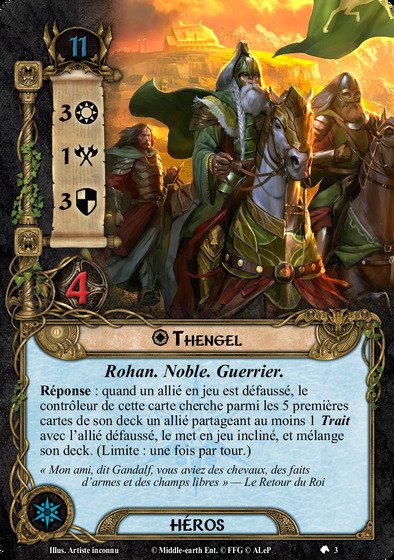 11
3
1
3
4
Thengel
Rohan. Noble. Guerrier.
Réponse : quand un allié en jeu est défaussé, le
contrôleur de cette carte cherche parmi les 5 premières
cartes de son deck un allié partageant au moins 1 Trait
avec l'allié défaussé, le met en jeu incliné, et mélange
son deck. (Limite : une fois par tour.)
« Mon ami, dit Gandalf, vous aviez des chevaux, des faits
d'armes et des champs libres » — Le Retour du Roi
HÉROS
Illus. Artiste inconnu © Middle-earth Ent. © FFG © ALeP 3